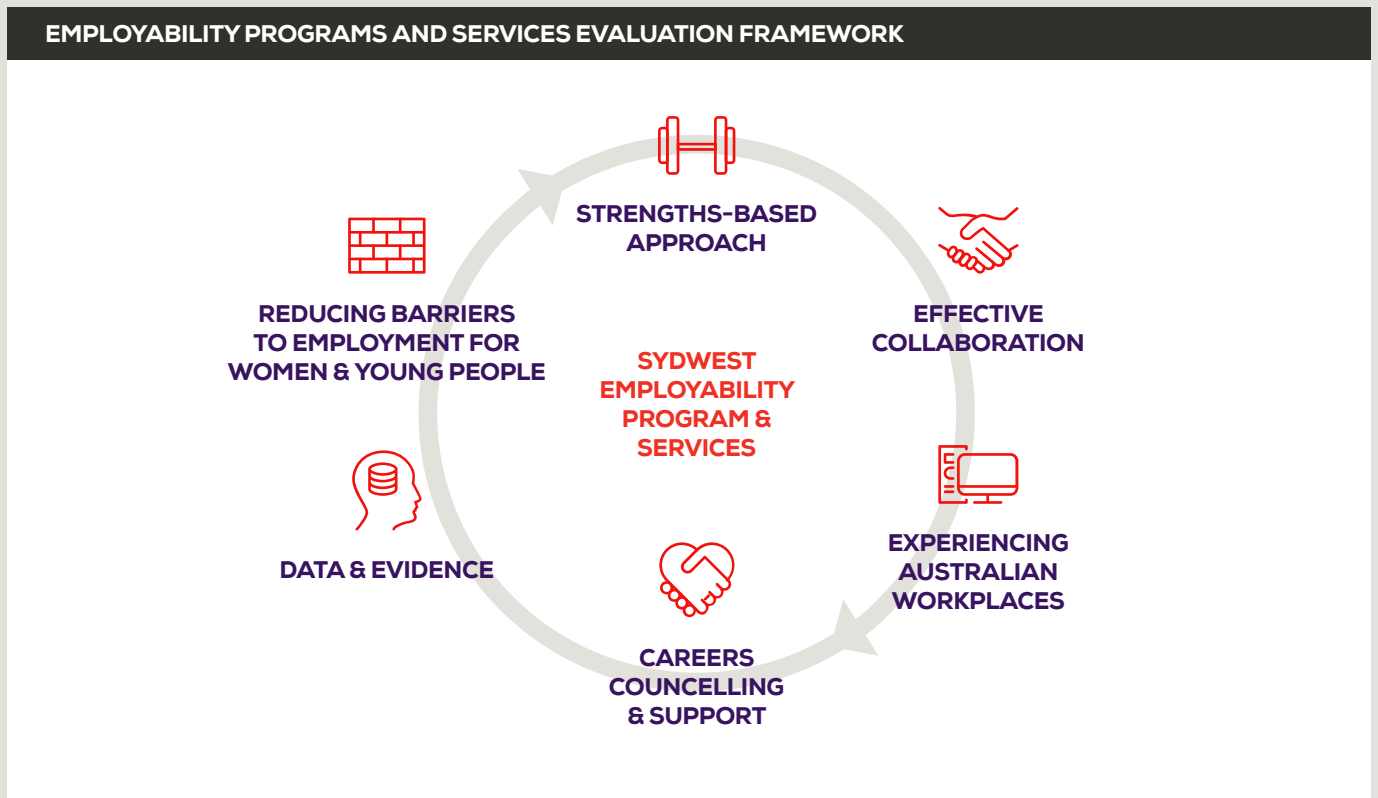 EMPLOYABILITY PROGRAMS AND SERVICES EVALUATION FRAMEWORK
STRENGTHS-BASED
APPROACH
EFFECTIVE
COLLABORATION
EXPERIENCING
AUSTRALIAN
WORKPLACES
CAREERS
COUNCELLING
& SUPPORT
DATA & EVIDENCE
REDUCING BARRIERS
TO EMPLOYMENT FOR
WOMEN & YOUNG PEOPLE
SYDWEST
EMPLOYABILITY
PROGRAM &
SERVICES